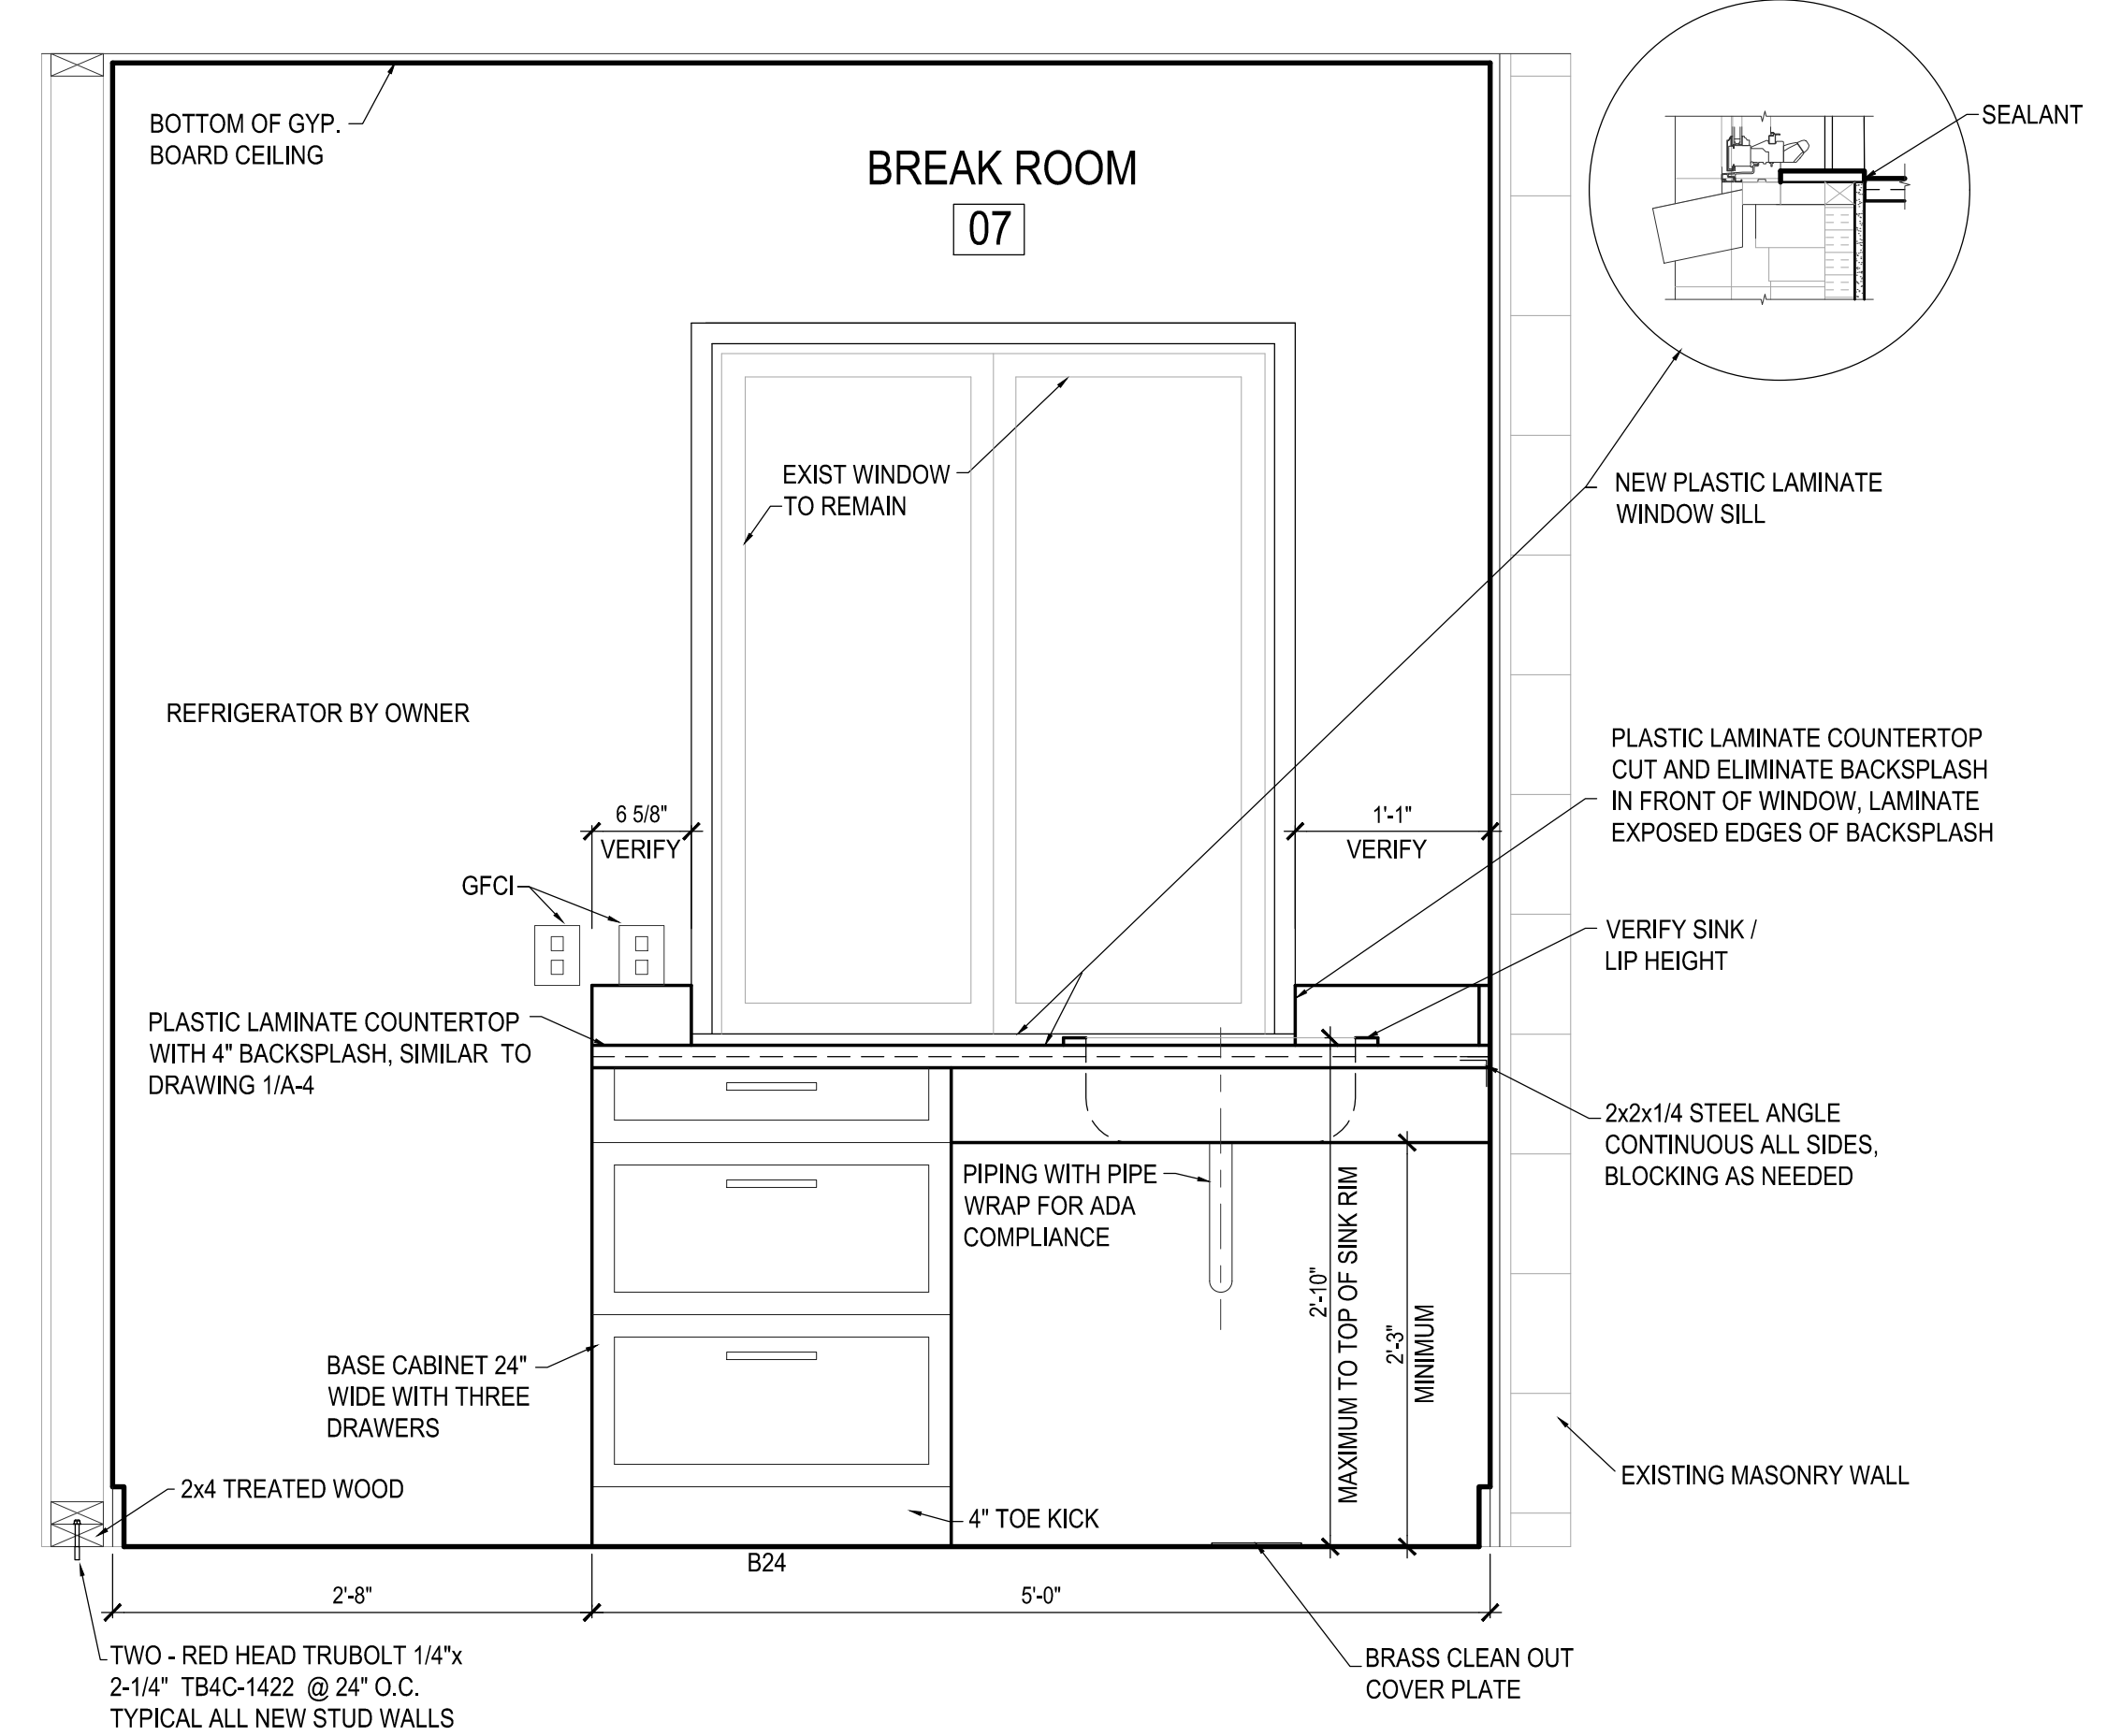 BOTTOM OF GYP.
BOARD CEILING
BREAK ROOM
07
SEALANT
EXIST WINDOW
TO REMAIN
NEW PLASTIC LAMINATE
WINDOW SILL
REFRIGERATOR BY OWNER
PLASTIC LAMINATE COUNTERTOP
CUT AND ELIMINATE BACKSPLASH
IN FRONT OF WINDOW, LAMINATE
EXPOSED EDGES OF BACKSPLASH
6 5/8"
VERIFY
1'-1"
VERIFY
GFCI
VERIFY SINK /
LIP HEIGHT
PLASTIC LAMINATE COUNTERTOP
WITH 4" BACKSPLASH, SIMILAR TO
DRAWING 1/A-4
2x2x1/4 STEEL ANGLE
CONTINUOUS ALL SIDES,
BLOCKING AS NEEDED
PIPING WITH PIPE
WRAP FOR ADA
COMPLIANCE
2'-10"
MAXIMUM TO TOP OF SINK RIM
2'-3"
MINIMUM
BASE CABINET 24"
WIDE WITH THREE
DRAWERS
2x4 TREATED WOOD
4" TOE KICK
EXISTING MASONRY WALL
B24
2'-8"
5'-0"
TWO - RED HEAD TRUBOLT 1/4"x
2-1/4" TB4C-1422 @ 24" O.C.
TYPICAL ALL NEW STUD WALLS
BRASS CLEAN OUT
COVER PLATE